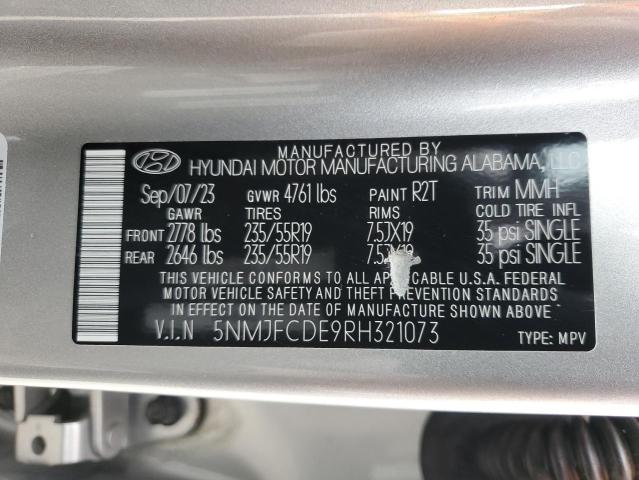 MANUFACTURED BY
HYUNDAI MOTOR MANUFACTURING ALABAMA, LLC
Sep/07/23 GVWR 4761 lbs PAINT R2T TRIM MMH
GAWR TIRES RIMS COLD TIRE INFL
FRONT 2778 lbs 235/55R19 7.5JX19 35 psi SINGLE
REAR 2646 lbs 235/55R19 7.5JX19 35 psi SINGLE
THIS VEHICLE CONFORMS TO ALL APPLICABLE U.S.A. FEDERAL
MOTOR VEHICLE SAFETY AND THEFT PREVENTION STANDARDS
IN EFFECT ON THE DATE OF MANUFACTURE SHOWN ABOVE
V.I.N 5NMJFCDE9RH321073 TYPE: MPV